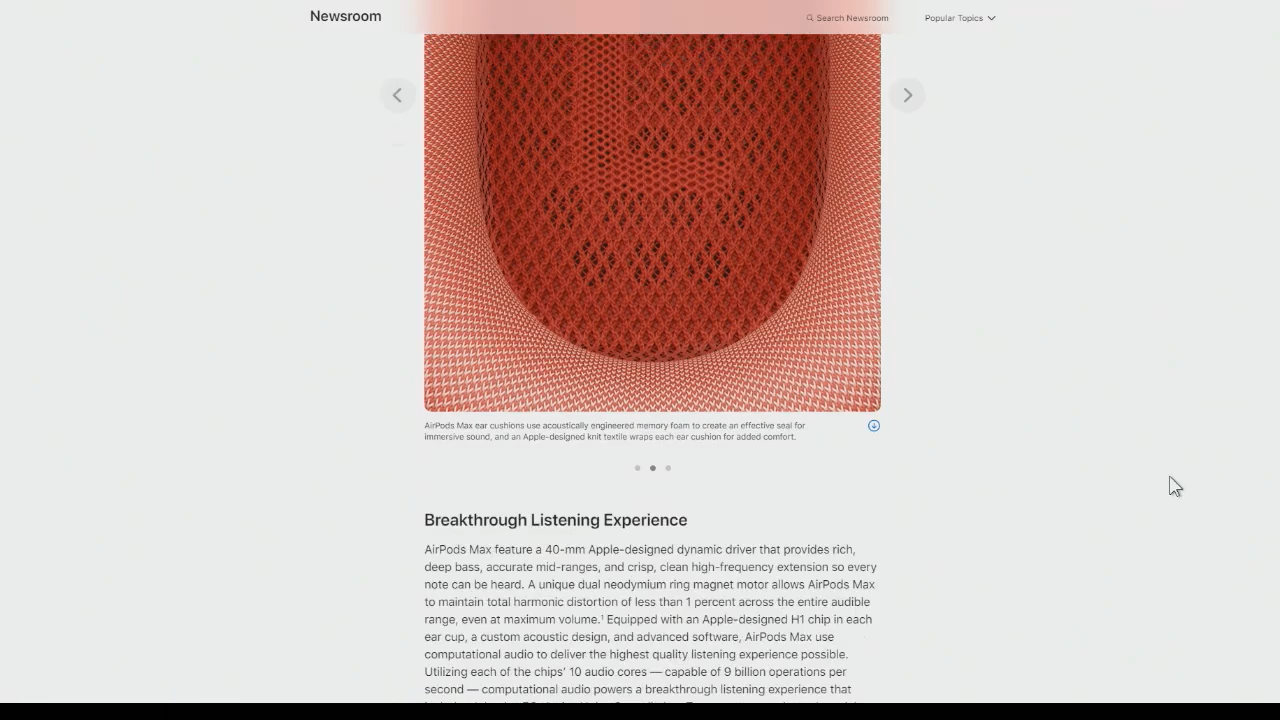 Newsroom
Search Newsroom
Popular Topics
AirPods Max ear cushions use acoustically engineered memory foam to create an effective seal for
immersive sound, and an Apple-designed knit textile wraps each ear cushion for added comfort.
Breakthrough Listening Experience
AirPods Max feature a 40-mm Apple-designed dynamic driver that provides rich,
deep bass, accurate mid-ranges, and crisp, clean high-frequency extension so every
note can be heard. A unique dual neodymium ring magnet motor allows AirPods Max
to maintain total harmonic distortion of less than 1 percent across the entire audible
range, even at maximum volume.¹ Equipped with an Apple-designed H1 chip in each
ear cup, a custom acoustic design, and advanced software, AirPods Max use
computational audio to deliver the highest quality listening experience possible.
Utilizing each of the chips’ 10 audio cores — capable of 9 billion operations per
second — computational audio powers a breakthrough listening experience that